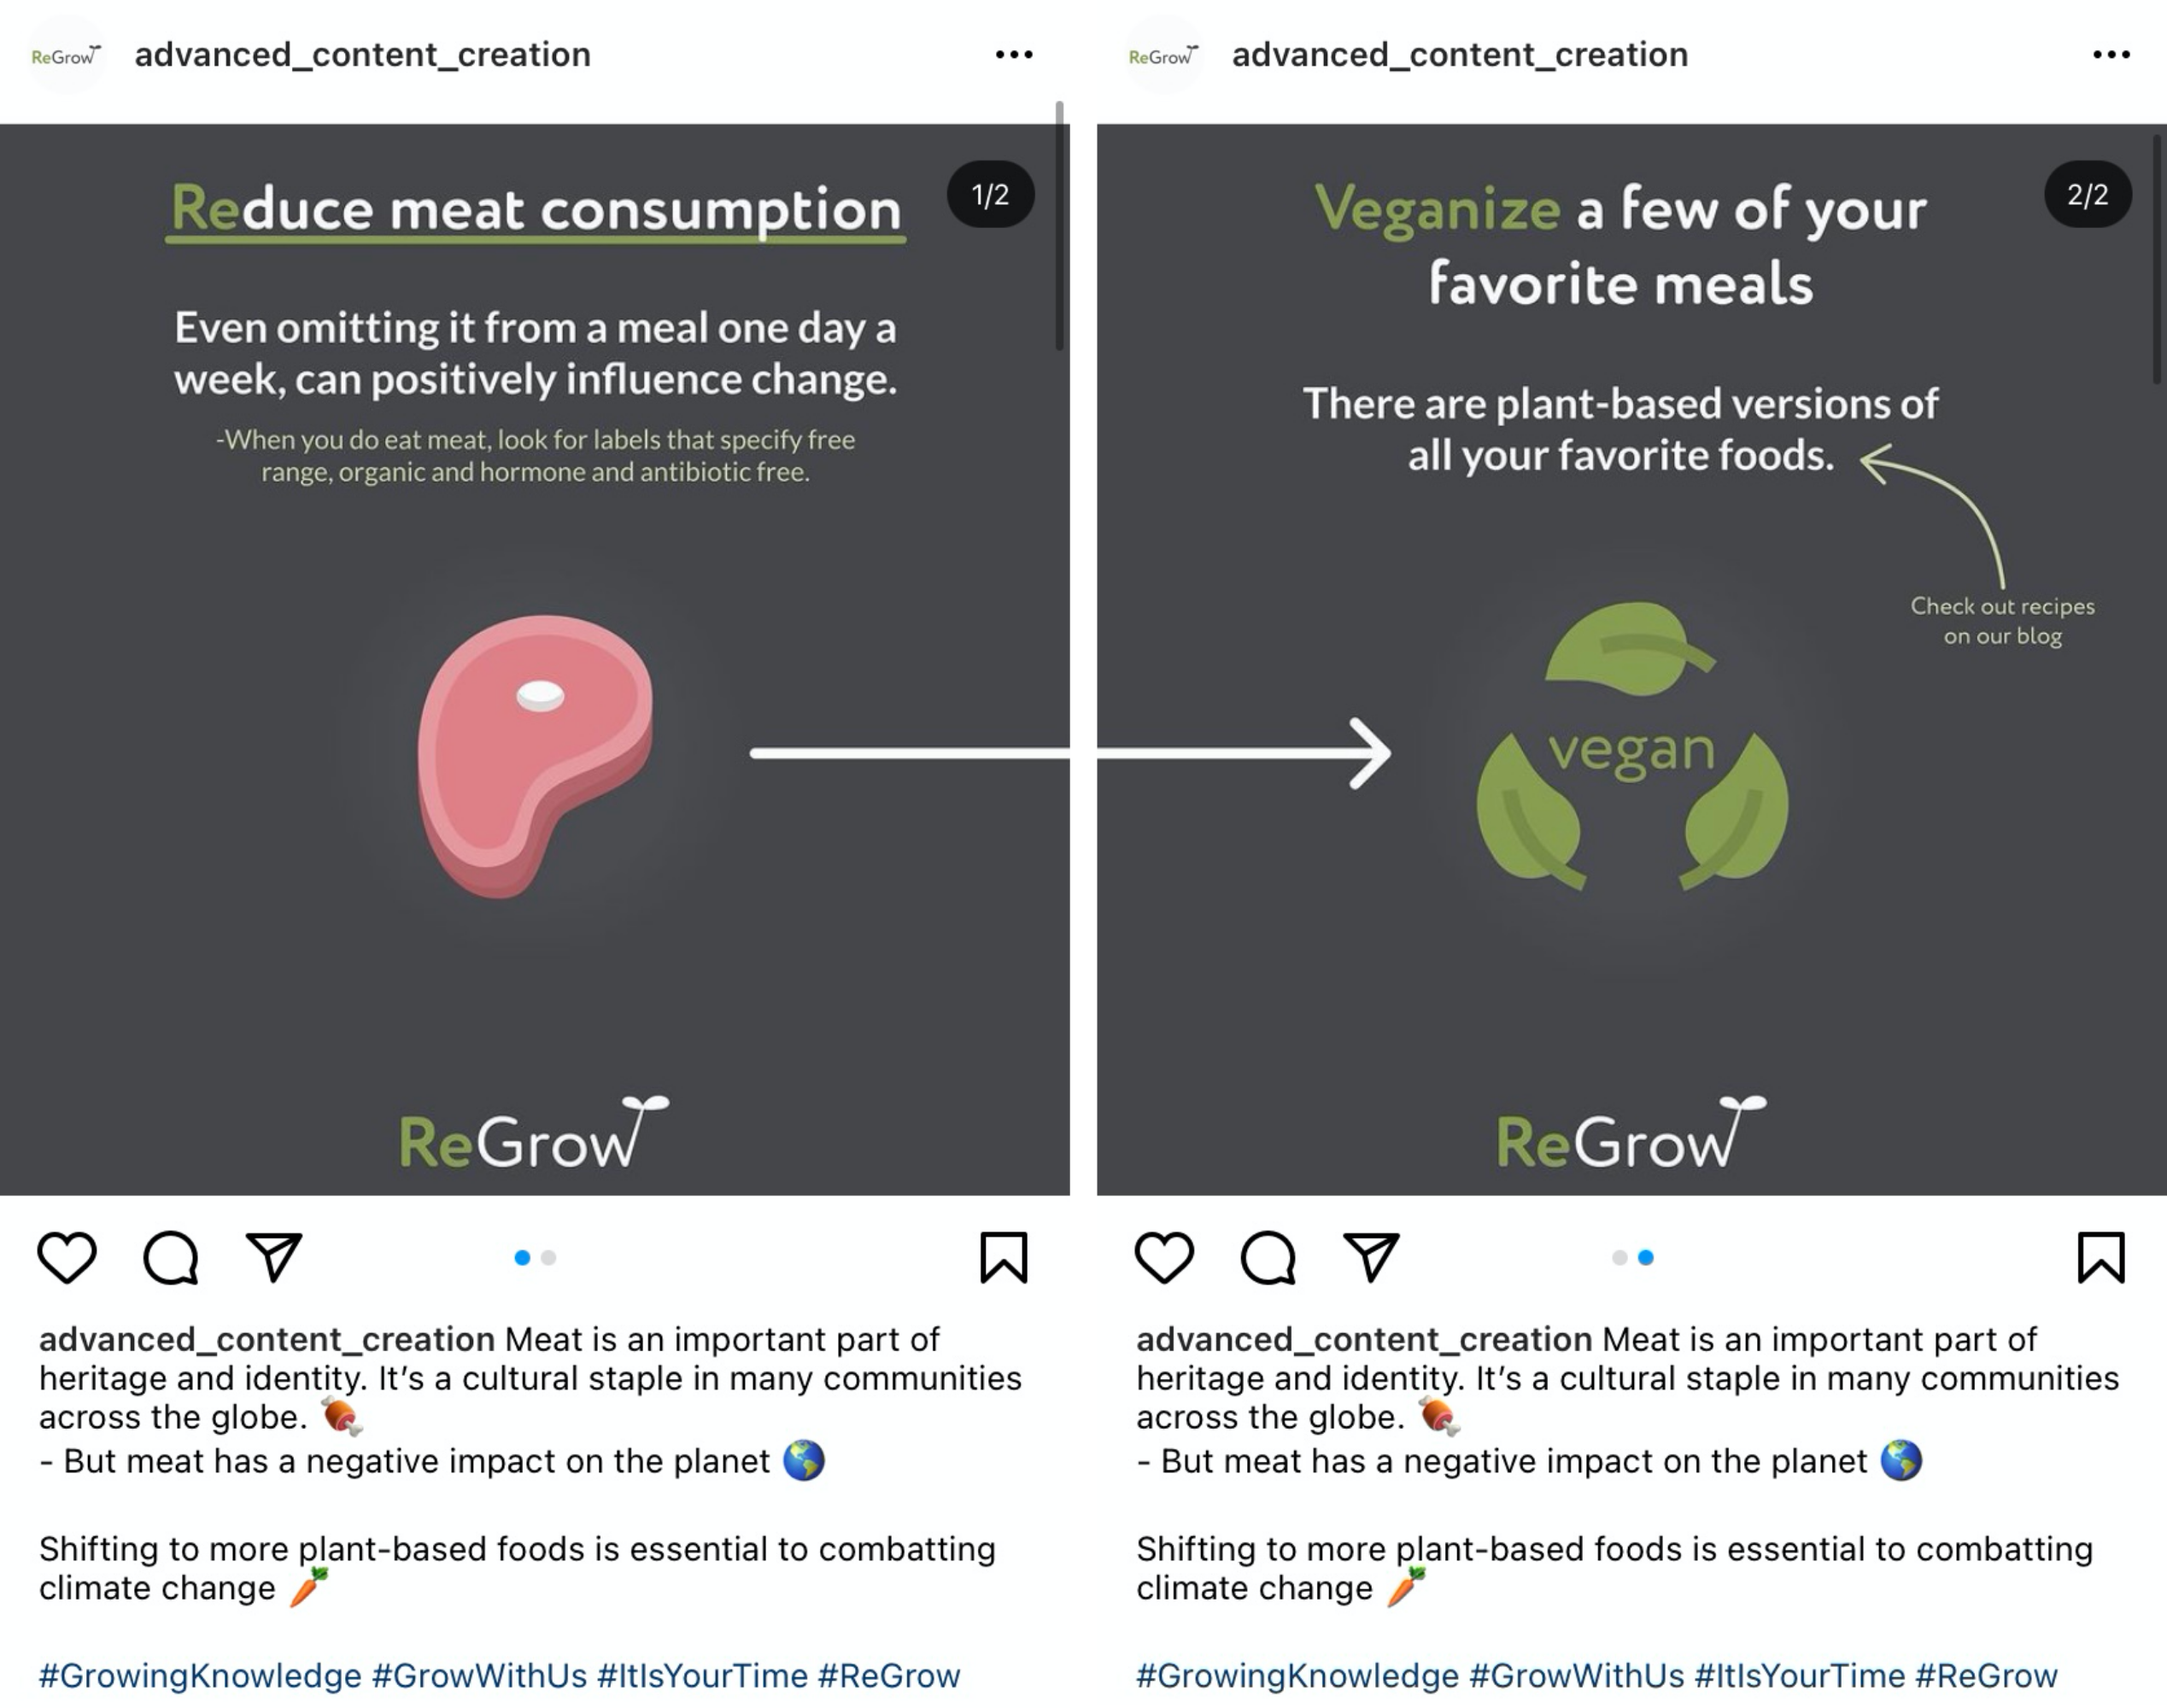 ReGrow
advanced_content_creation
Reduce meat consumption
1/2
Even omitting it from a meal one day a
week, can positively influence change.
-When you do eat meat, look for labels that specify free
range, organic and hormone and antibiotic free.
ReGrow
advanced_content_creation Meat is an important part of
heritage and identity. It’s a cultural staple in many communities
across the globe. 🍖
- But meat has a negative impact on the planet 🌎
Shifting to more plant-based foods is essential to combatting
climate change 🥕
#GrowingKnowledge #GrowWithUs #ItIsYourTime #ReGrow
ReGrow
advanced_content_creation
Veganize a few of your
favorite meals
2/2
There are plant-based versions of
all your favorite foods.
Check out recipes
on our blog
vegan
ReGrow
advanced_content_creation Meat is an important part of
heritage and identity. It’s a cultural staple in many communities
across the globe. 🍖
- But meat has a negative impact on the planet 🌎
Shifting to more plant-based foods is essential to combatting
climate change 🥕
#GrowingKnowledge #GrowWithUs #ItIsYourTime #ReGrow